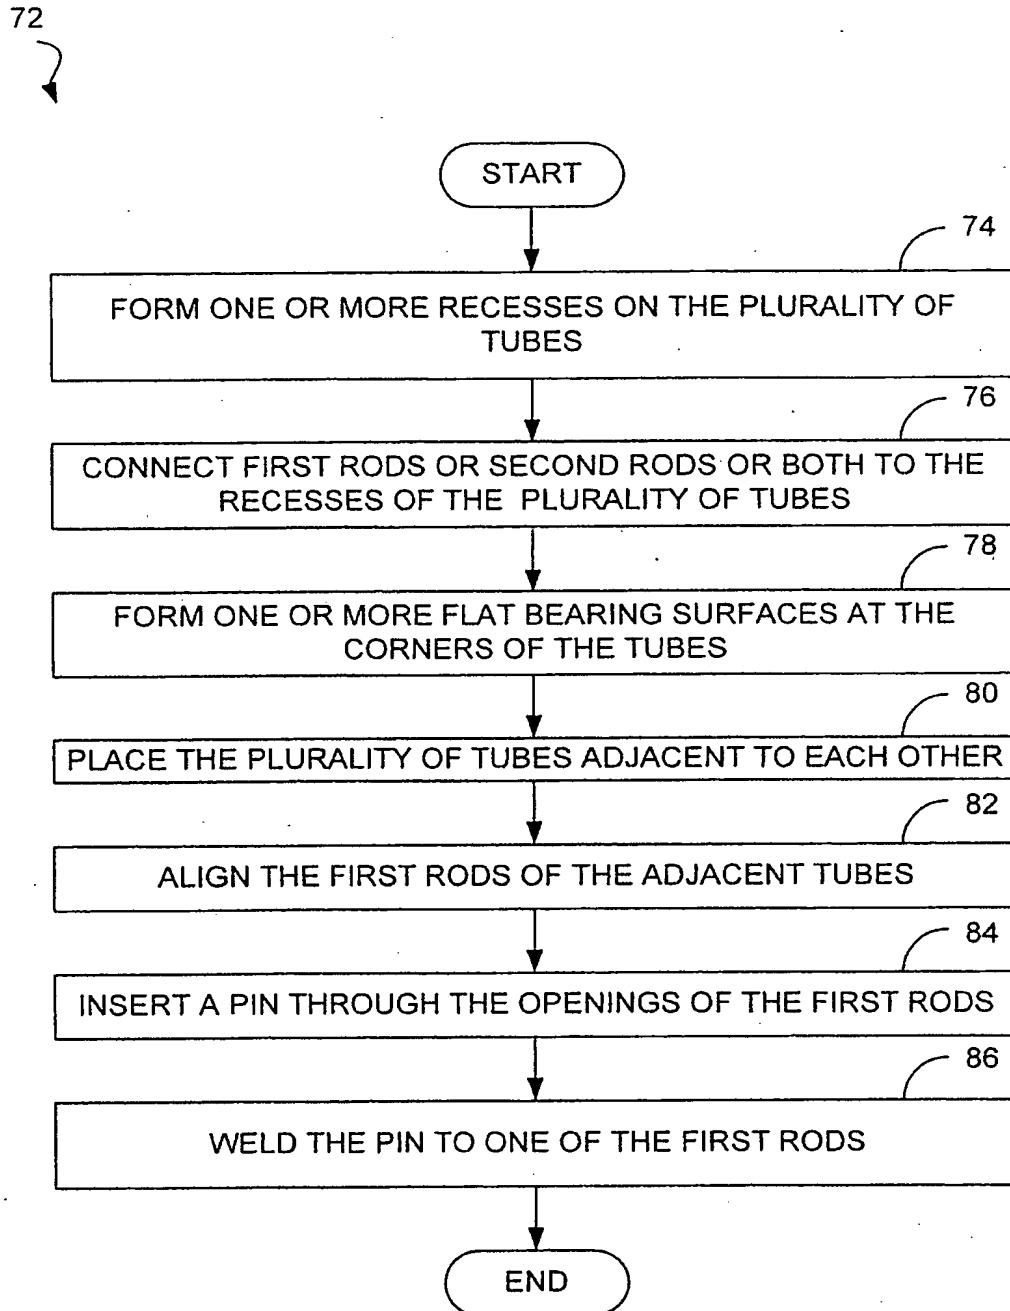 72
START
74
FORM ONE OR MORE RECESSES ON THE PLURALITY OF
TUBES
76
CONNECT FIRST RODS OR SECOND RODS OR BOTH TO THE
RECESSES OF THE PLURALITY OF TUBES
78
FORM ONE OR MORE FLAT BEARING SURFACES AT THE
CORNERS OF THE TUBES
80
PLACE THE PLURALITY OF TUBES ADJACENT TO EACH OTHER
82
ALIGN THE FIRST RODS OF THE ADJACENT TUBES
84
INSERT A PIN THROUGH THE OPENINGS OF THE FIRST RODS
86
WELD THE PIN TO ONE OF THE FIRST RODS
END